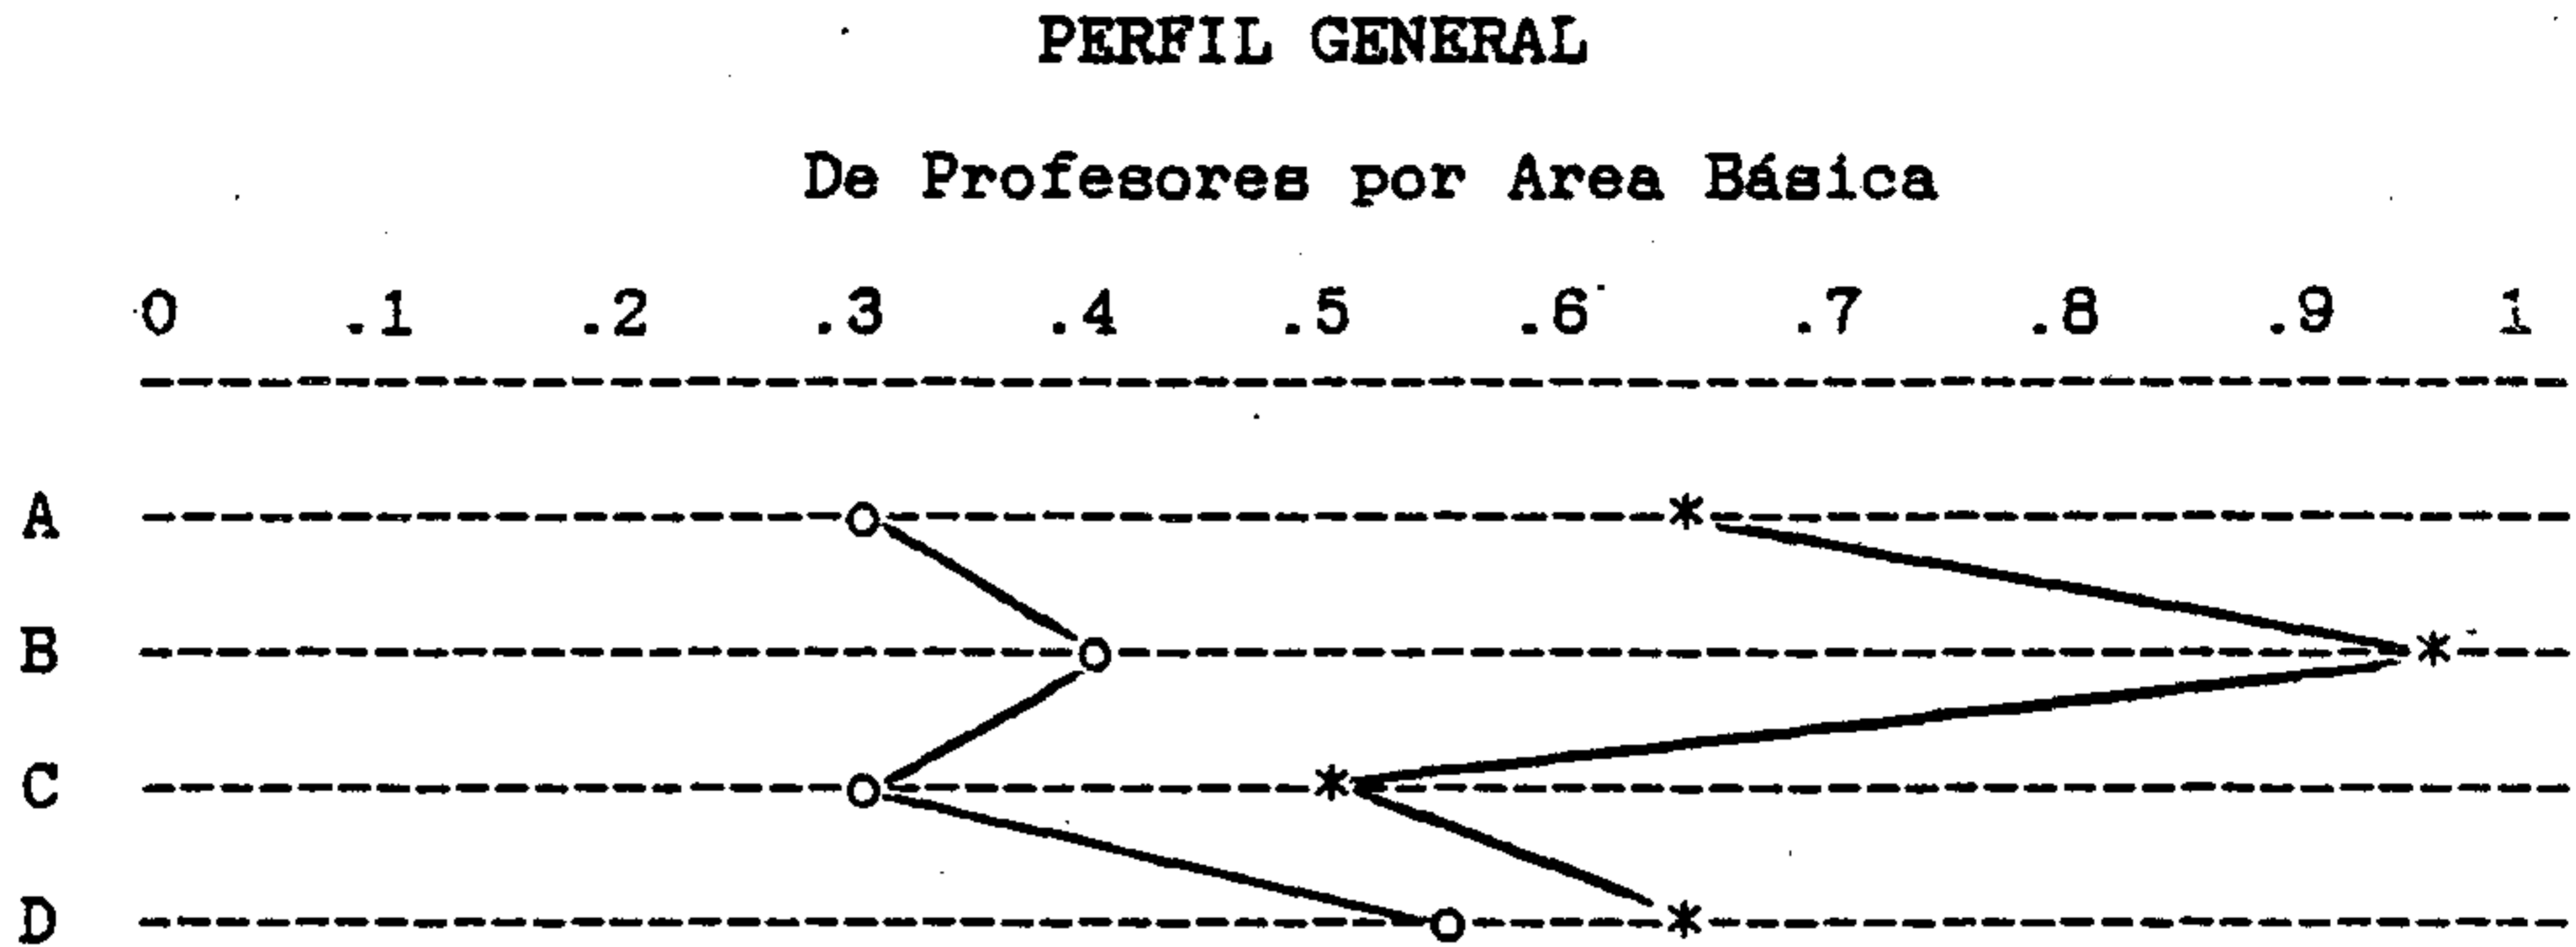 PERFIL GENERAL
De Profesores por Area Básica
0 .1 .2 .3 .4 .5 .6 .7 .8 .9 1
A
B
C
D